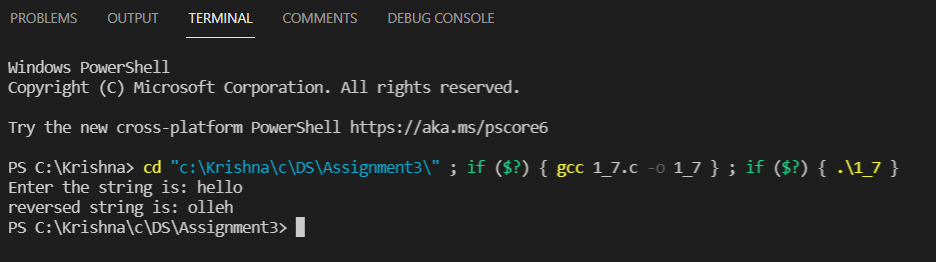 PROBLEMS OUTPUT TERMINAL COMMENTS DEBUG CONSOLE
Windows PowerShell
Copyright (C) Microsoft Corporation. All rights reserved.
Try the new cross-platform PowerShell https://aka.ms/pscore6
PS C:\Krishna> cd "c:\Krishna\c\DS\Assignment3\" ; if ($?) { gcc 1_7.c -o 1_7 } ; if ($?) { .\1_7 }
Enter the string is: hello
reversed string is: olleh
PS C:\Krishna\c\DS\Assignment3>